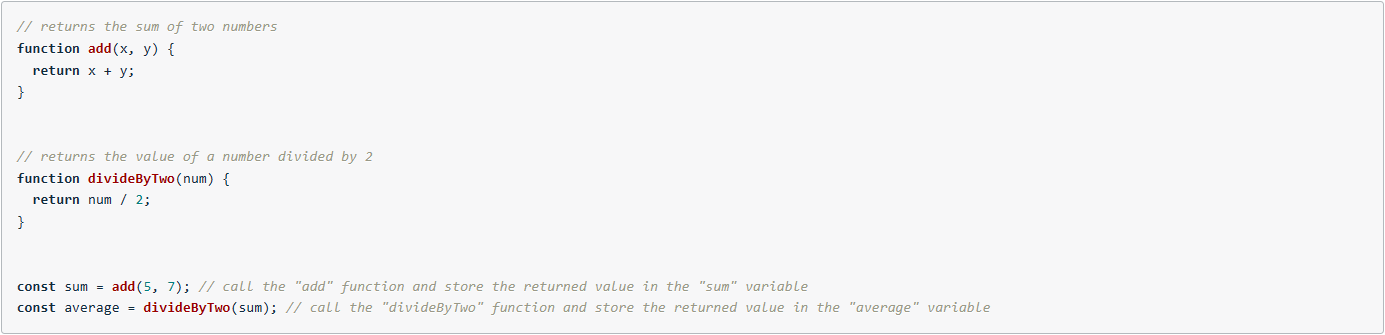 // returns the sum of two numbers
function add(x, y) {
  return x + y;
}
// returns the value of a number divided by 2
function divideByTwo(num) {
  return num / 2;
}
const sum = add(5, 7); // call the "add" function and store the returned value in the "sum" variable
const average = divideByTwo(sum); // call the "divideByTwo" function and store the returned value in the "average" variable